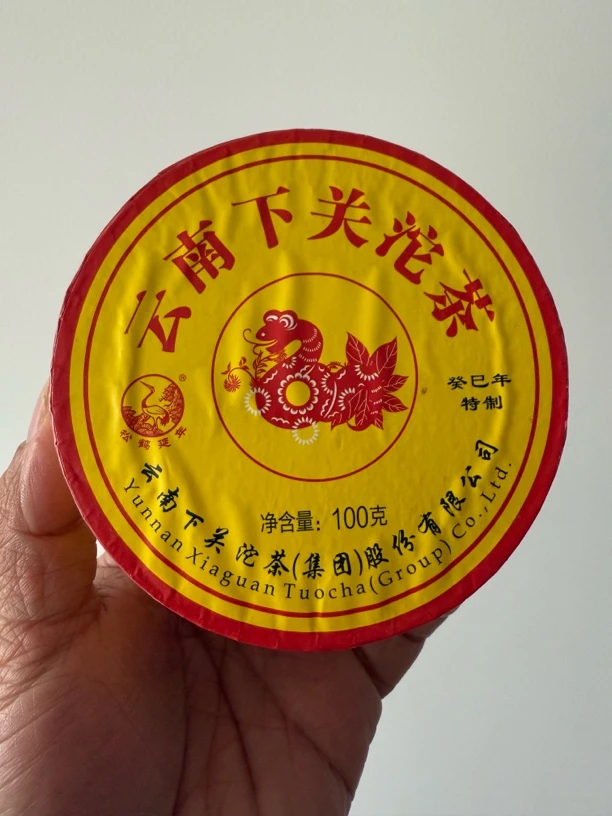 云南下关沱茶
癸巳年
特制
®
松鹤延年
净含量：100克
云南下关沱茶(集团)股份有限公司
Yunnan Xiaguan Tuocha(Group)Co.,Ltd.